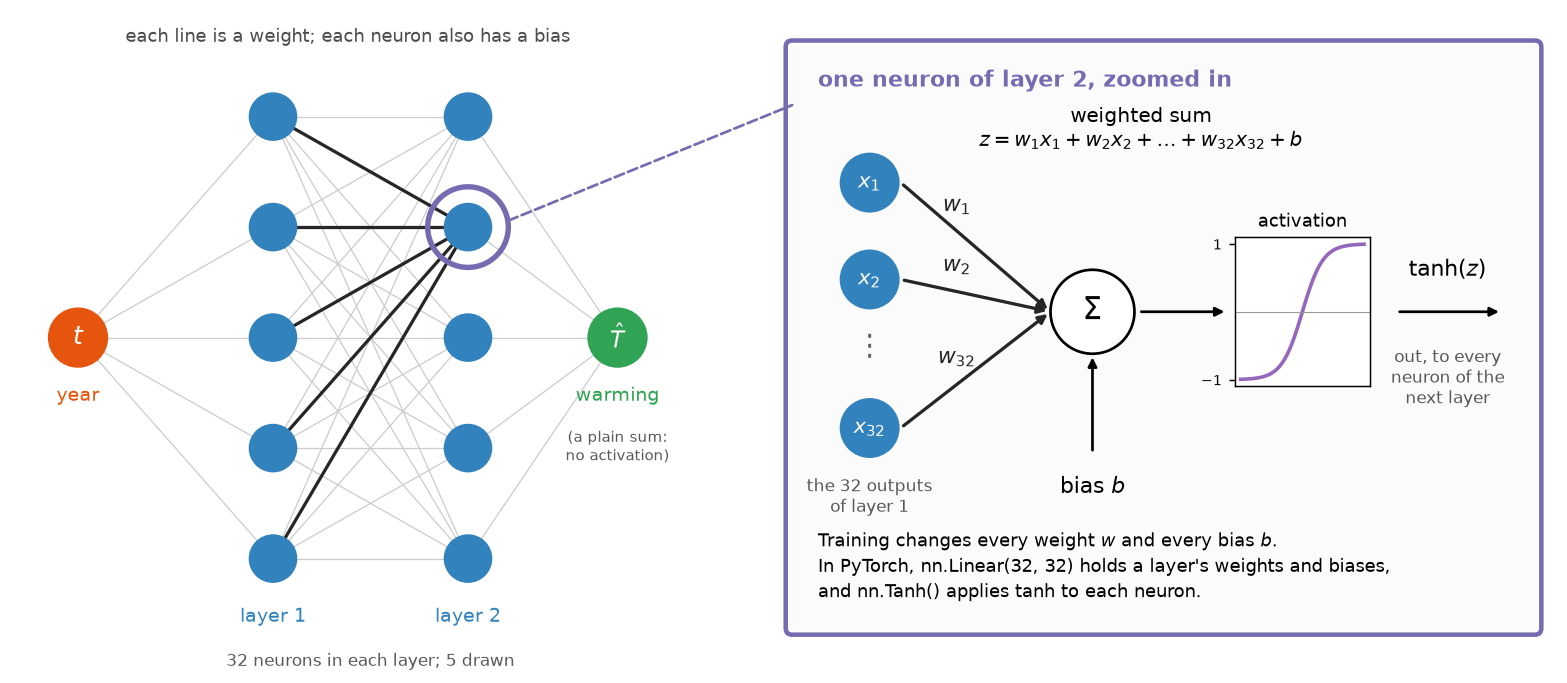 each line is a weight; each neuron also has a bias
t
year
T̂
warming
(a plain sum:
no activation)
layer 1
layer 2
32 neurons in each layer; 5 drawn
one neuron of layer 2, zoomed in
weighted sum
z = w₁x₁ + w₂x₂ + … + w₃₂x₃₂ + b
x₁
w₁
x₂
w₂
⋮
w₃₂
x₃₂
the 32 outputs
of layer 1
Σ
bias b
activation
1
−1
tanh(z)
out, to every
neuron of the
next layer
Training changes every weight w and every bias b.
In PyTorch, nn.Linear(32, 32) holds a layer's weights and biases,
and nn.Tanh() applies tanh to each neuron.